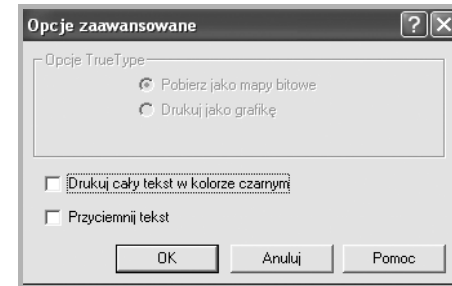 Opcje zaawansowane
Opcje TrueType
Pobierz jako mapy bitowe
Drukuj jako grafikę
Drukuj cały tekst w kolorze czarnym
Przyciemnij tekst
OK Anuluj Pomoc